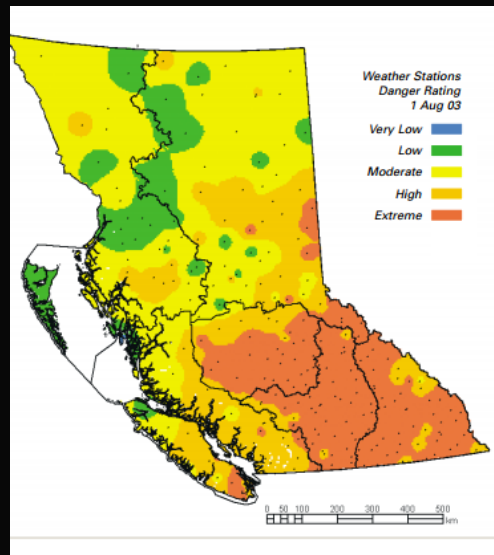 Weather Stations
Danger Rating
1 Aug 03
Very Low
Low
Moderate
High
Extreme
0 50 100 200 300 400 500
km